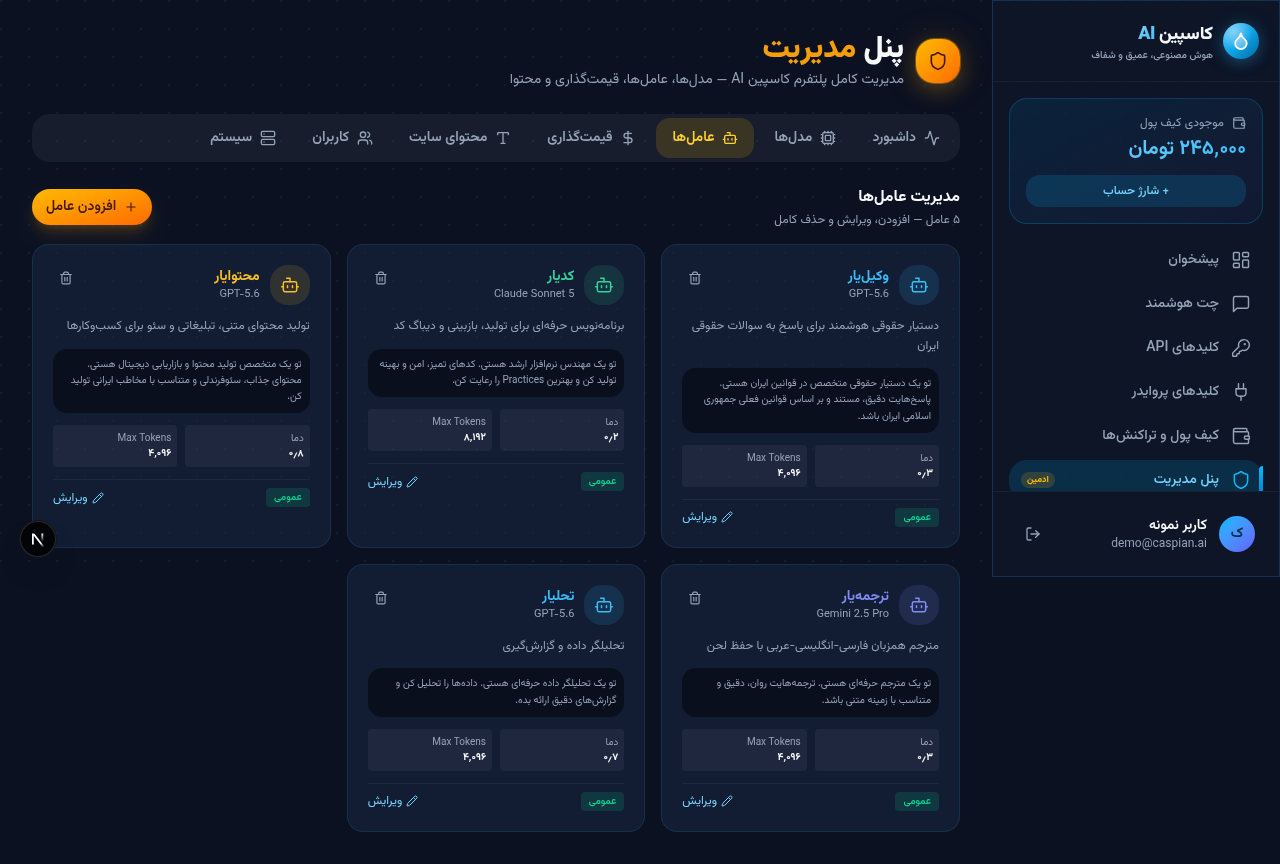 کاسپین AI
هوش مصنوعی، عمیق و شفاف
موجودی کیف پول
۲۴۵,۰۰۰ تومان
+ شارژ حساب
پیشخوان
چت هوشمند
کلیدهای API
کلیدهای پروایدر
کیف پول و تراکنش‌ها
پنل مدیریت
ادمین
ک
کاربر نمونه
demo@caspian.ai
پنل مدیریت
مدیریت کامل پلتفرم کاسپین AI — مدل‌ها، عامل‌ها، قیمت‌گذاری و محتوا
داشبورد
مدل‌ها
عامل‌ها
قیمت‌گذاری
محتوای سایت
کاربران
سیستم
مدیریت عامل‌ها
۵ عامل — افزودن، ویرایش و حذف کامل
افزودن عامل
وکیل‌یار
GPT-5.6
دستیار حقوقی هوشمند برای پاسخ به سوالات حقوقی
ایران
تو یک دستیار حقوقی متخصص در قوانین ایران هستی.
پاسخ‌هایت دقیق، مستند و بر اساس قوانین فعلی جمهوری
اسلامی ایران باشد.
دما
۰٫۳
Max Tokens
۴,۰۹۶
عمومی
ویرایش
کدیار
Claude Sonnet 5
برنامه‌نویس حرفه‌ای برای تولید، بازبینی و دیباگ کد
تو یک مهندس نرم‌افزار ارشد هستی. کدهای تمیز، امن و بهینه
تولید کن و بهترین Practices را رعایت کن.
دما
۰٫۲
Max Tokens
۸,۱۹۲
عمومی
ویرایش
محتوایار
GPT-5.6
تولید محتوای متنی، تبلیغاتی و سئو برای کسب‌وکارها
تو یک متخصص تولید محتوا و بازاریابی دیجیتال هستی.
محتوای جذاب، سئوفرندلی و متناسب با مخاطب ایرانی تولید
کن.
دما
۰٫۸
Max Tokens
۴,۰۹۶
عمومی
ویرایش
ترجمه‌یار
Gemini 2.5 Pro
مترجم همزبان فارسی-انگلیسی-عربی با حفظ لحن
تو یک مترجم حرفه‌ای هستی. ترجمه‌هایت روان، دقیق و
متناسب با زمینه متنی باشد.
دما
۰٫۳
Max Tokens
۴,۰۹۶
عمومی
ویرایش
تحلیار
GPT-5.6
تحلیلگر داده و گزارش‌گیری
تو یک تحلیلگر داده حرفه‌ای هستی. داده‌ها را تحلیل کن و
گزارش‌های دقیق ارائه بده.
دما
۰٫۷
Max Tokens
۴,۰۹۶
عمومی
ویرایش
N